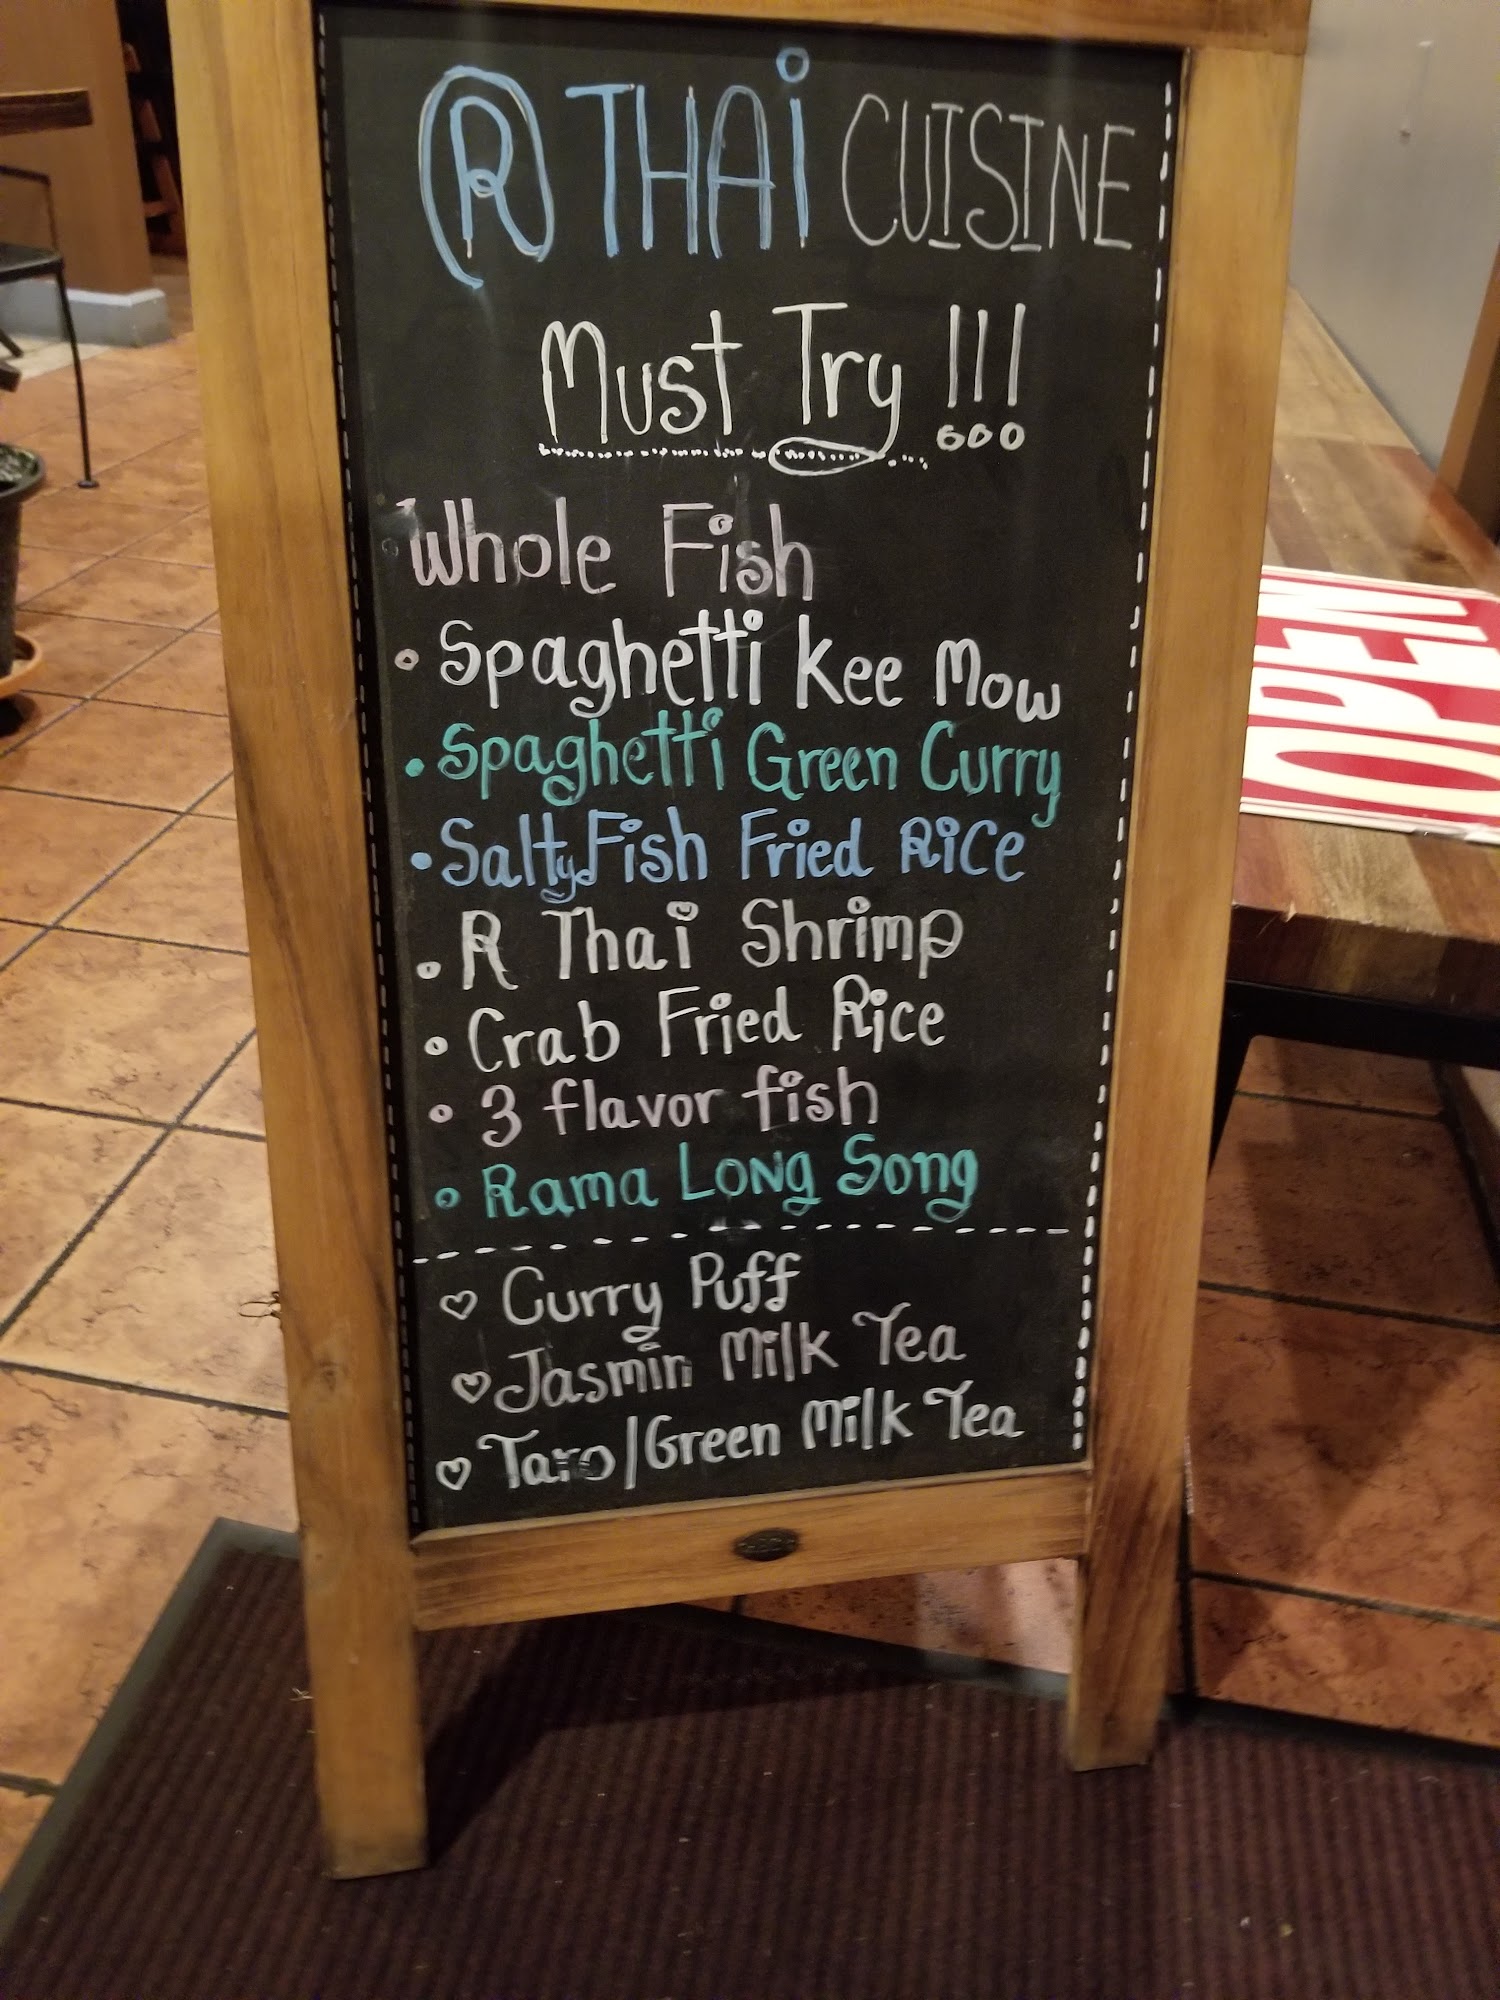 R THAi CUISINE
Must Try !!!
Whole Fish
• Spaghetti Kee Mow
• Spaghetti Green Curry
• Salty Fish Fried Rice
• R Thai Shrimp
• Crab Fried Rice
• 3 flavor fish
• Rama Long Song
♡ Curry Puff
♡ Jasmin Milk Tea
♡ Taro/Green Milk Tea
OPEN